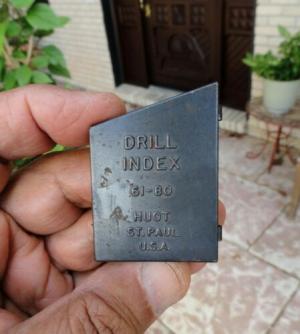 DRILL
INDEX
61-80
HUOT
ST. PAUL
U.S.A.